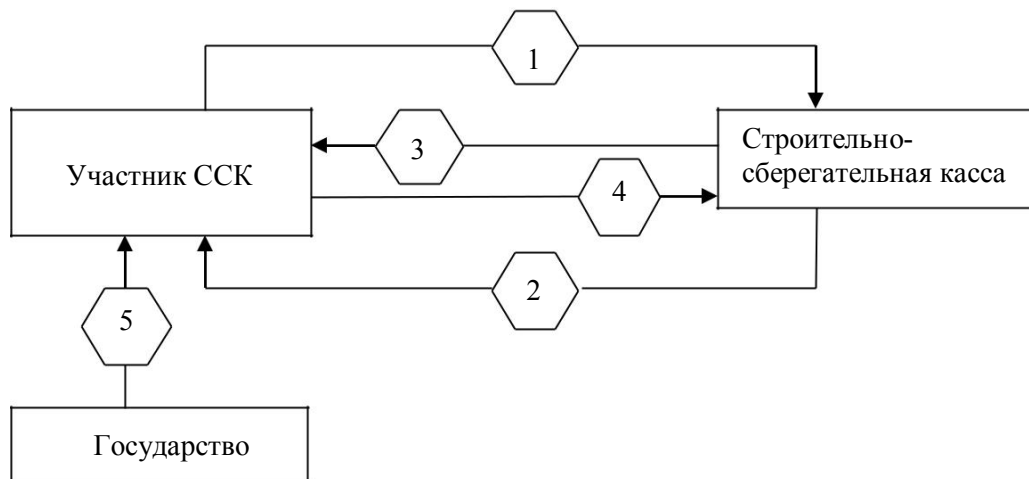 1
3
Строительно-
сберегательная касса
Участник ССК
4
2
5
Государство